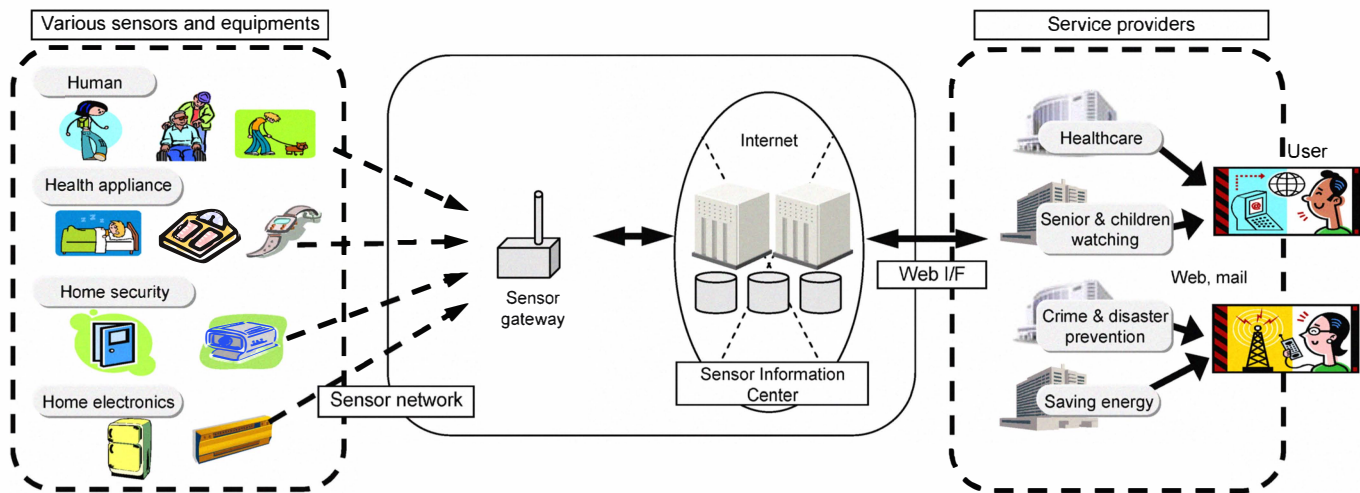 Various sensors and equipments
Human
Health appliance
Home security
Home electronics
Sensor network
Sensor
gateway
Internet
Sensor Information
Center
Web I/F
Service providers
Healthcare
Senior & children
watching
Crime & disaster
prevention
Saving energy
User
Web, mail